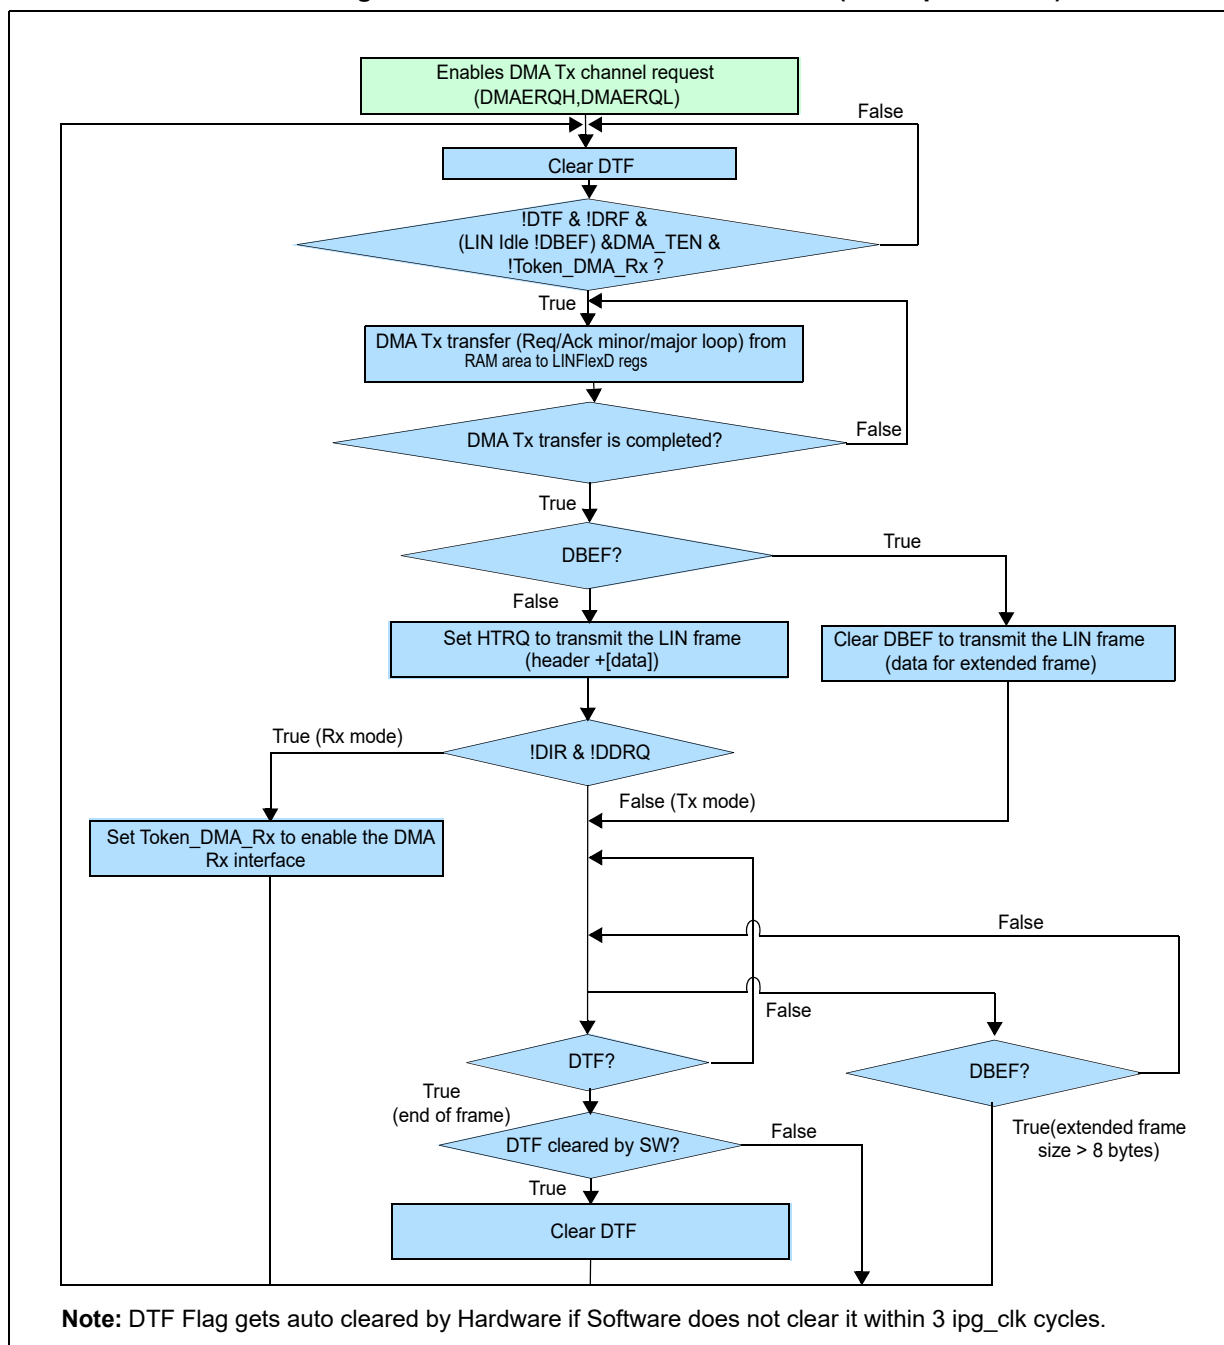 Enables DMA Tx channel request
(DMAERQH,DMAERQL)
False
Clear DTF
!DTF & !DRF &
(LIN Idle !DBEF) &DMA_TEN &
!Token_DMA_Rx ?
True
DMA Tx transfer (Req/Ack minor/major loop) from
RAM area to LINFlexD regs
DMA Tx transfer is completed?
False
True
DBEF?
True
False
Set HTRQ to transmit the LIN frame
(header +[data])
Clear DBEF to transmit the LIN frame
(data for extended frame)
True (Rx mode)
!DIR & !DDRQ
False (Tx mode)
Set Token_DMA_Rx to enable the DMA
Rx interface
False
False
DTF?
DBEF?
True
(end of frame)
DTF cleared by SW?
False
True(extended frame
size > 8 bytes)
True
Clear DTF
Note: DTF Flag gets auto cleared by Hardware if Software does not clear it within 3 ipg_clk cycles.